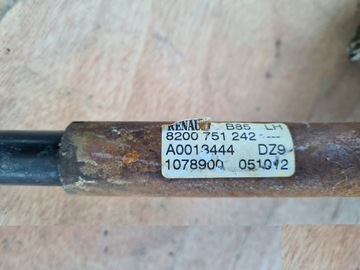 RENAULT B85 LH
8200 751 242 ---
A0013444 DZ9
1078900 051012